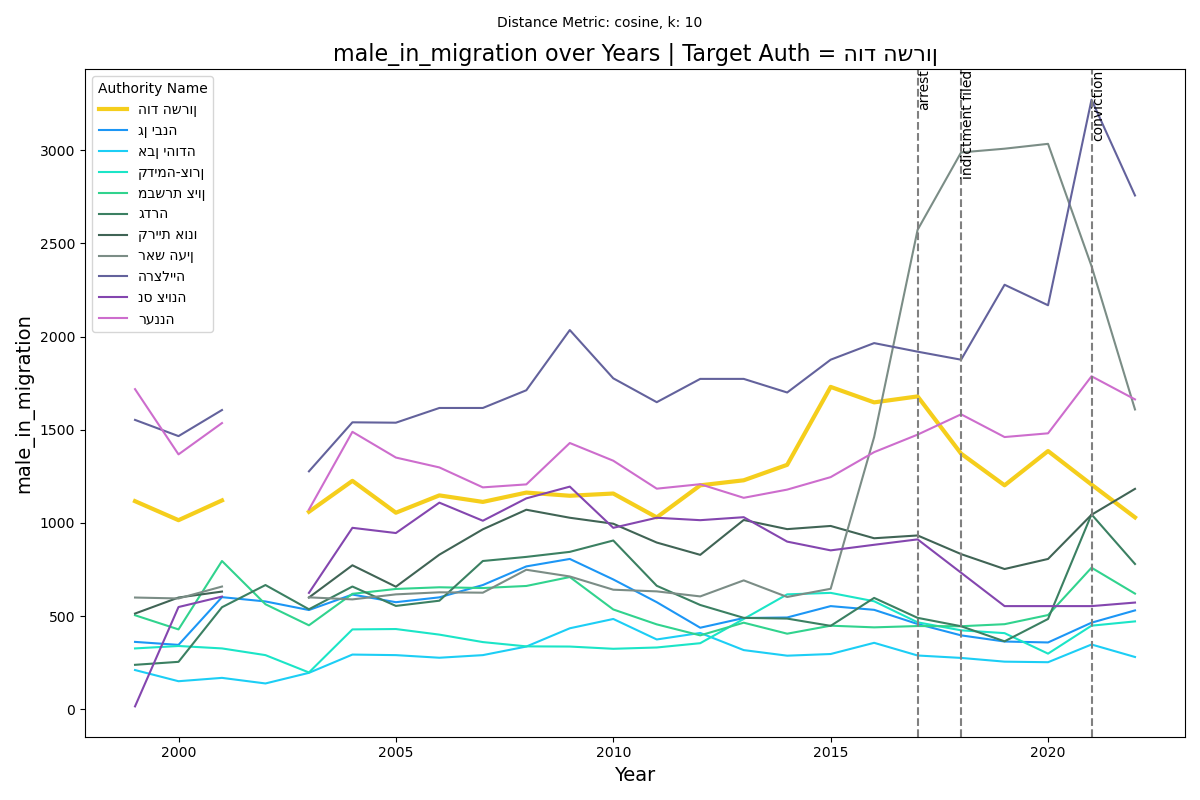 Distance Metric: cosine, k: 10
male_in_migration over Years | Target Auth = הוד השרון
Authority Name
הוד השרון
גן יבנה
אבן יהודה
קדימה-צורן
מבשרת ציון
גדרה
קריית אונו
ראש העין
הרצלייה
נס ציונה
רעננה
arrest
indictment filed
conviction
male_in_migration
3000
2500
2000
1500
1000
500
0
2000
2005
2010
2015
2020
Year